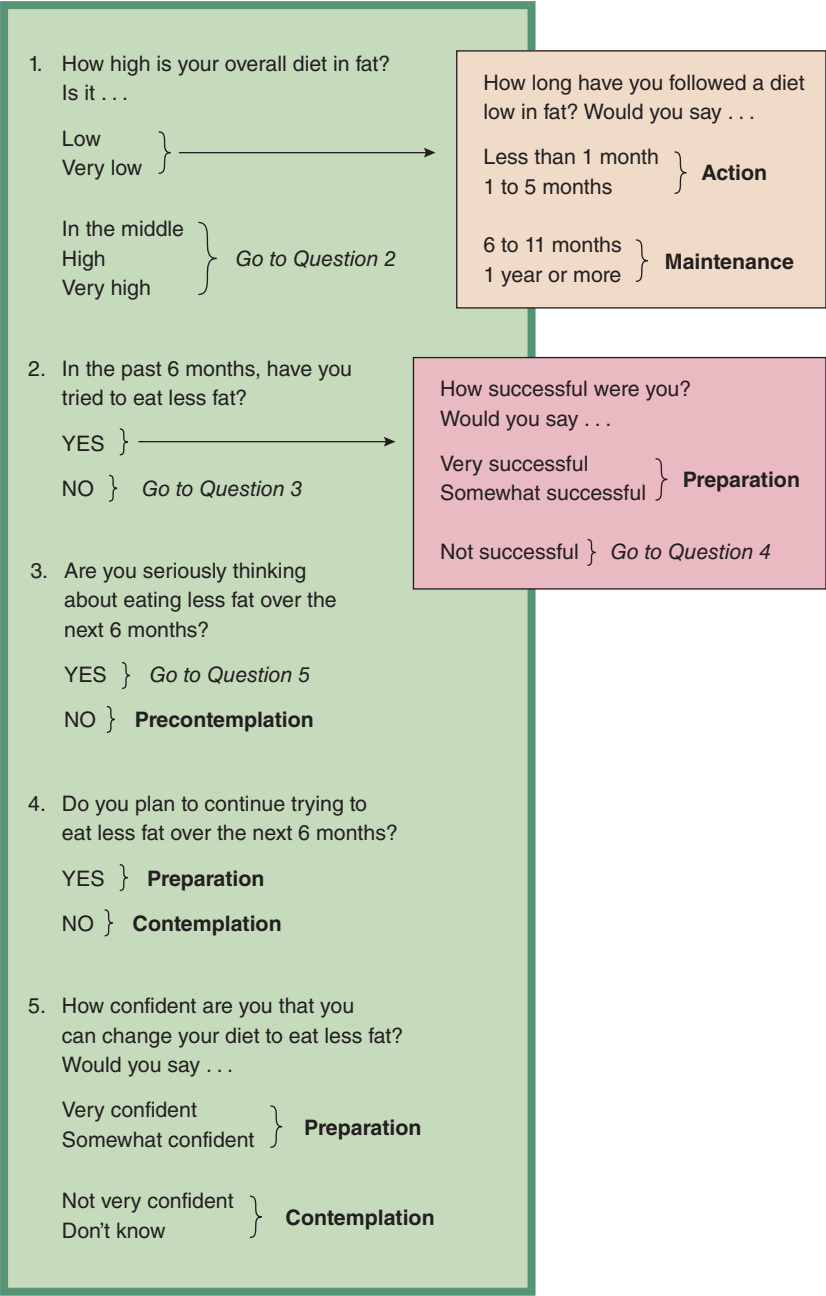 1. How high is your overall diet in fat?
Is it . . .
Low
Very low
In the middle
High
Very high
Go to Question 2
How long have you followed a diet
low in fat? Would you say . . .
Less than 1 month
1 to 5 months
Action
6 to 11 months
1 year or more
Maintenance
2. In the past 6 months, have you
tried to eat less fat?
YES
NO Go to Question 3
How successful were you?
Would you say . . .
Very successful
Somewhat successful
Preparation
Not successful Go to Question 4
3. Are you seriously thinking
about eating less fat over the
next 6 months?
YES Go to Question 5
NO Precontemplation
4. Do you plan to continue trying to
eat less fat over the next 6 months?
YES Preparation
NO Contemplation
5. How confident are you that you
can change your diet to eat less fat?
Would you say . . .
Very confident
Somewhat confident
Preparation
Not very confident
Don't know
Contemplation